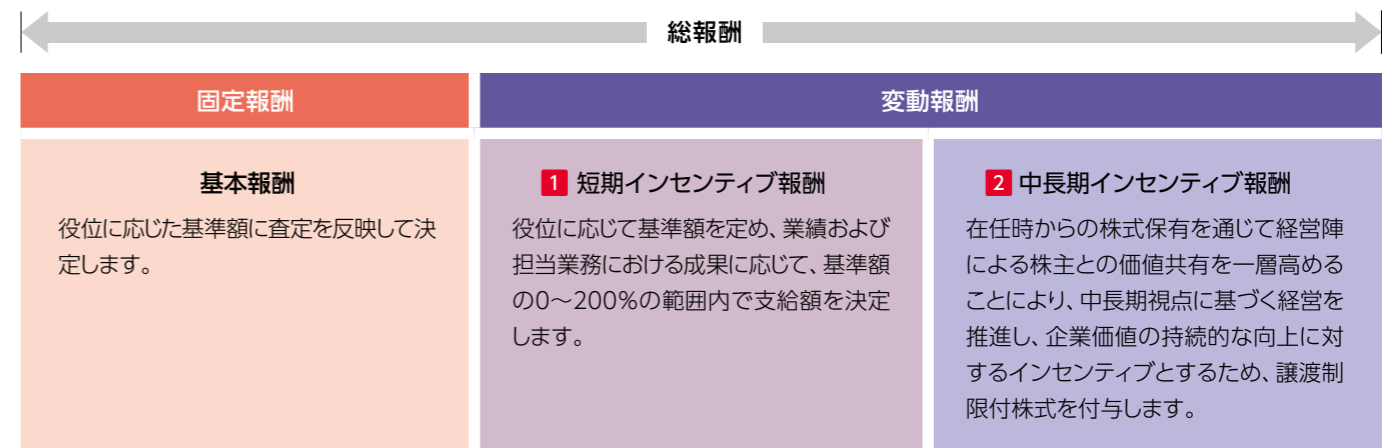 総報酬
固定報酬
変動報酬
基本報酬
役位に応じた基準額に査定を反映して決
定します。
1 短期インセンティブ報酬
役位に応じて基準額を定め、業績および
担当業務における成果に応じて、基準額
の0〜200%の範囲内で支給額を決定
します。
2 中長期インセンティブ報酬
在任時からの株式保有を通じて経営陣
による株主との価値共有を一層高める
ことにより、中長期視点に基づく経営を
推進し、企業価値の持続的な向上に対
するインセンティブとするため、譲渡制
限付株式を付与します。